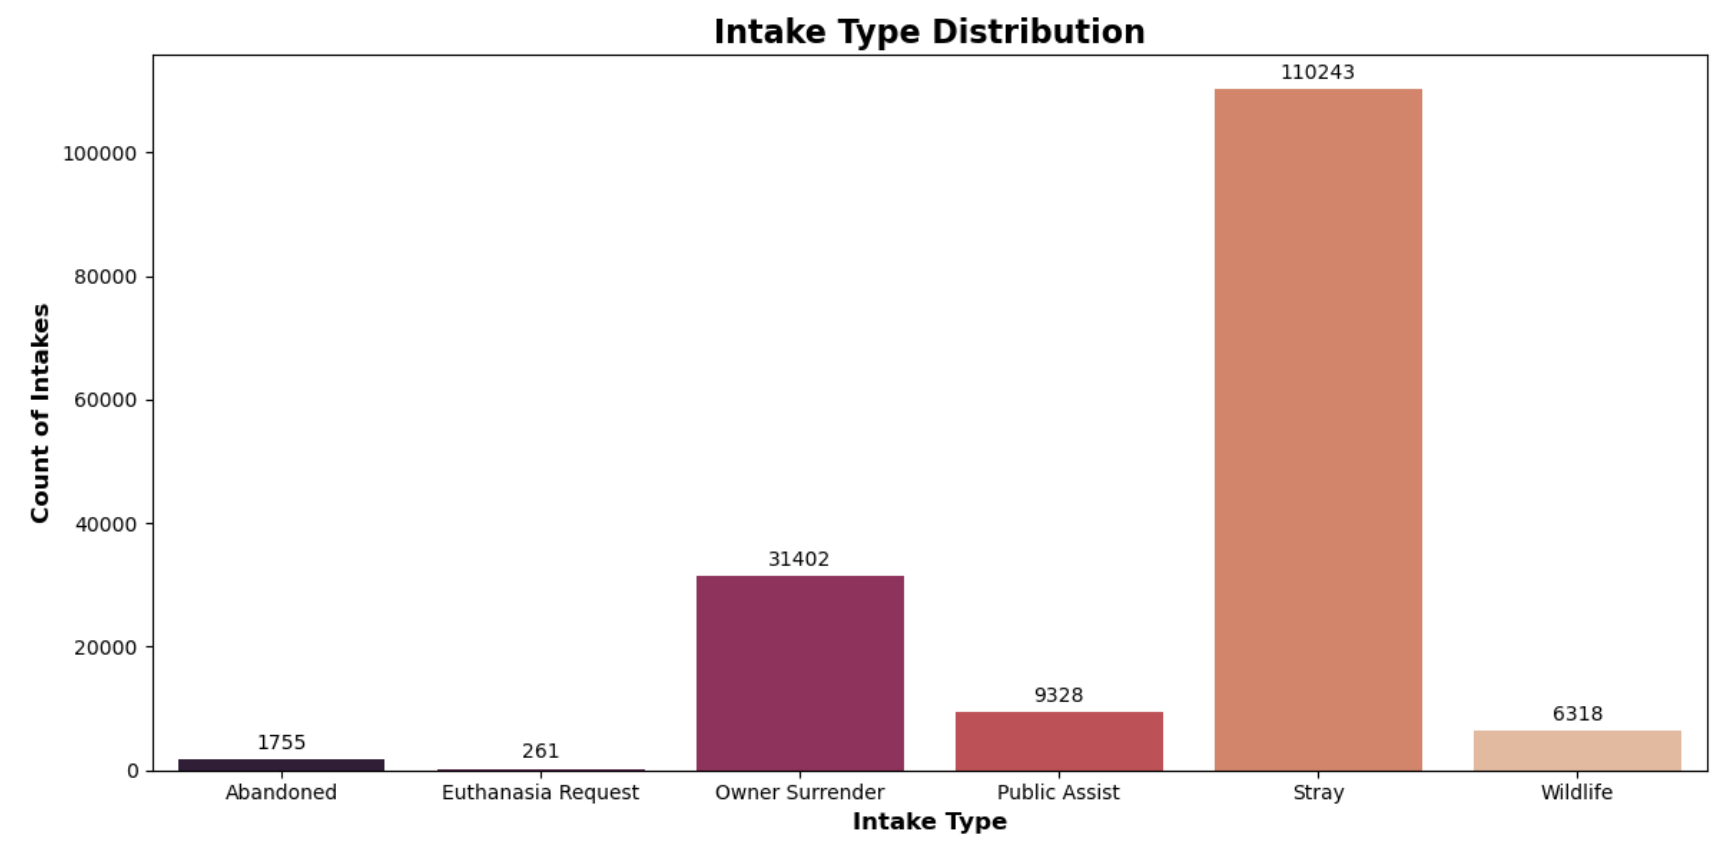 Intake Type Distribution
Count of Intakes
100000
80000
60000
40000
20000
0
1755
261
31402
9328
110243
6318
Abandoned
Euthanasia Request
Owner Surrender
Public Assist
Stray
Wildlife
Intake Type